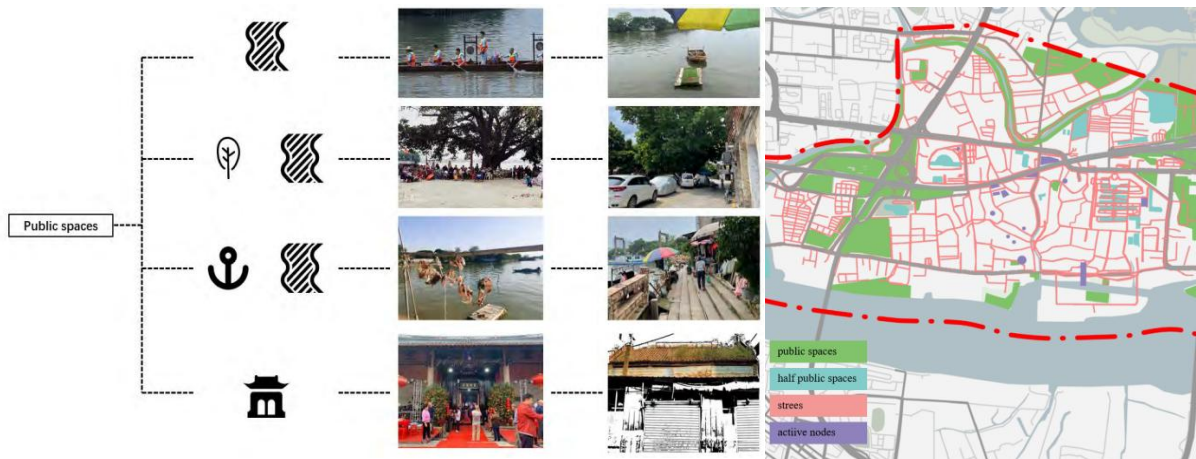 Public spaces
public spaces
half public spaces
strees
actiive nodes